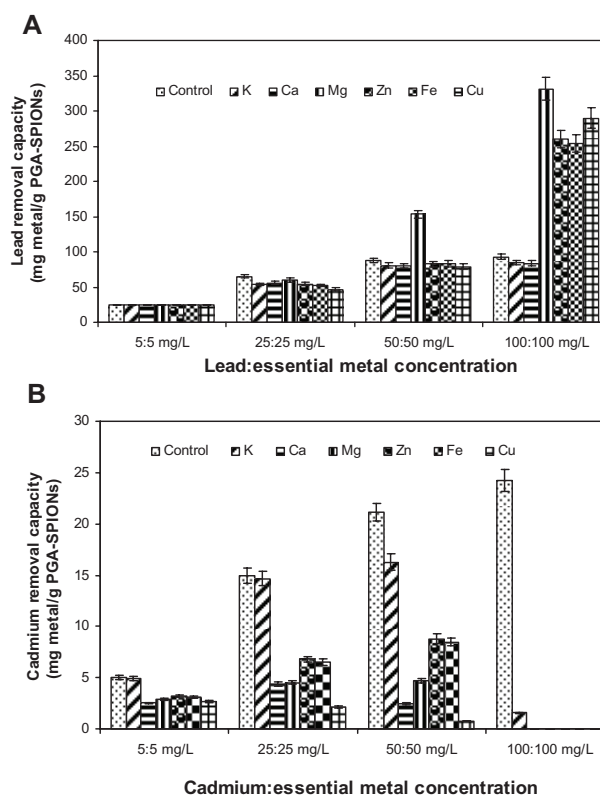 A
400
350
300
250
200
150
100
50
0
Lead removal capacity
(mg metal/g PGA-SPIONs)
Control K Ca Mg Zn Fe Cu
5:5 mg/L 25:25 mg/L 50:50 mg/L 100:100 mg/L
Lead:essential metal concentration
B
30
25
20
15
10
5
0
Cadmium removal capacity
(mg metal/g PGA-SPIONs)
Control K Ca Mg Zn Fe Cu
5:5 mg/L 25:25 mg/L 50:50 mg/L 100:100 mg/L
Cadmium:essential metal concentration